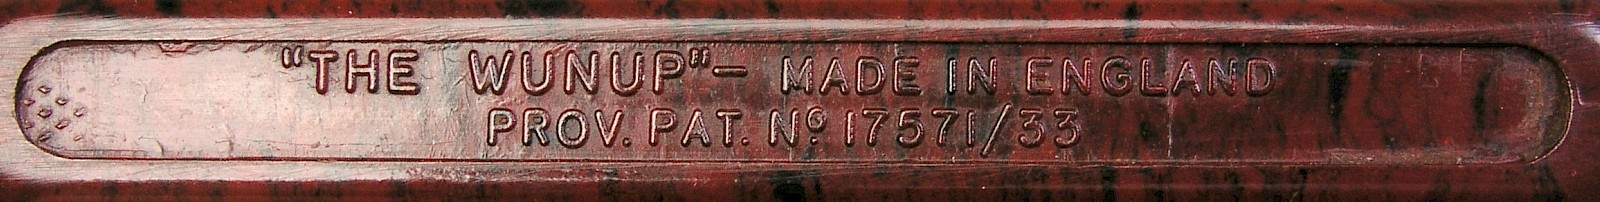 "THE WUNUP"– MADE IN ENGLAND
PROV. PAT. Nº 17571/33